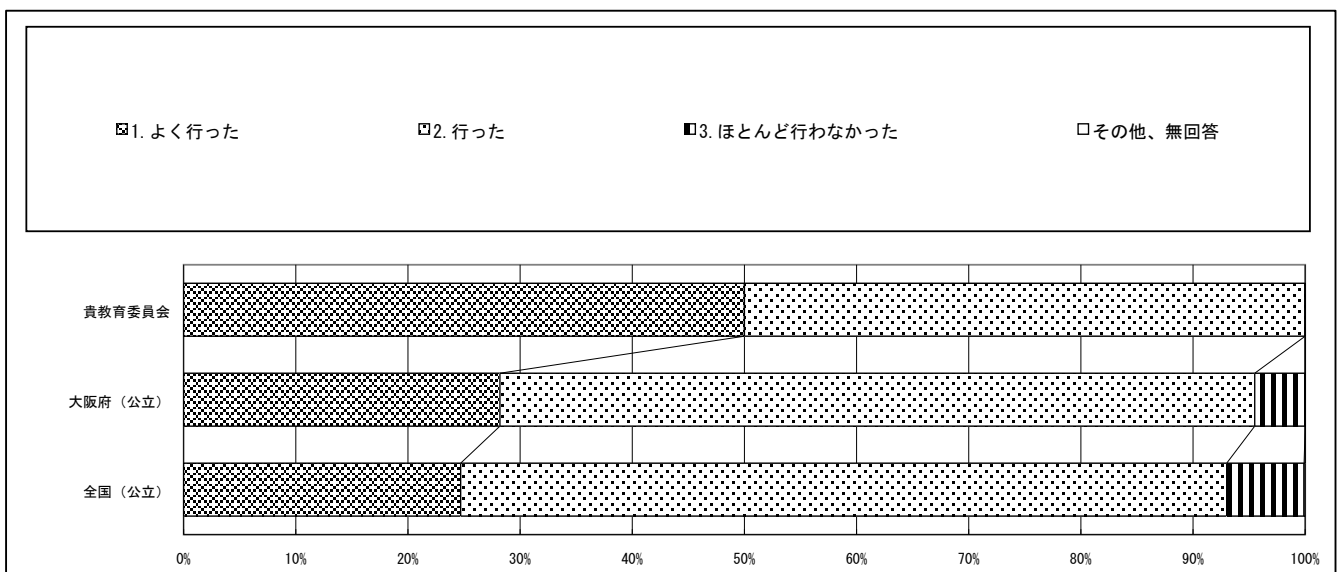 1.よく行った 2.行った 3.ほとんど行わなかった その他、無回答
貴教育委員会
大阪府（公立）
全国（公立）
0% 10% 20% 30% 40% 50% 60% 70% 80% 90% 100%